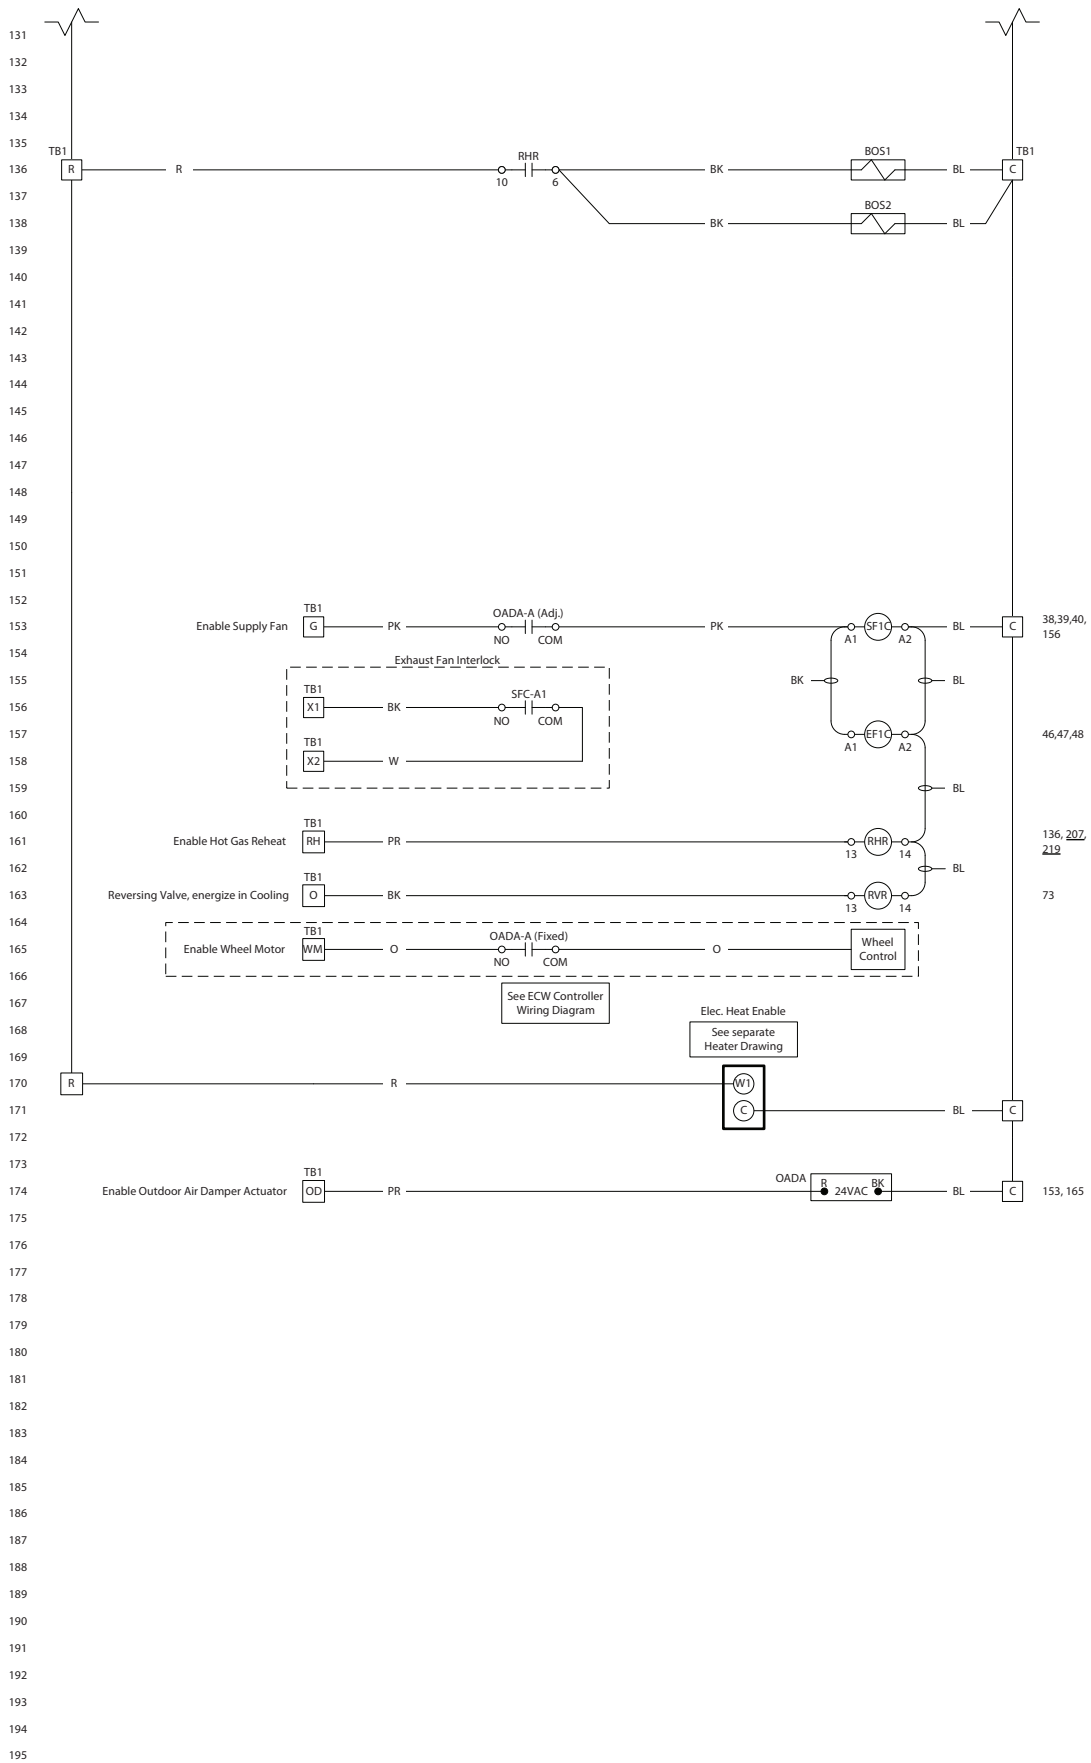 131
132
133
134
135
TB1 RHR BOS1 TB1
136 R R 10 6 BK BL C
137 BOS2
138 BK BL
139
140
141
142
143
144
145
146
147
148
149
150
151
152
TB1 OADA-A (Adj.)
153 Enable Supply Fan G PK NO COM PK A1 SF1C A2 BL C 38,39,40,
156
154
Exhaust Fan Interlock
155 BK BL
TB1 SFC-A1
156 X1 BK NO COM
157 A1 EF1C A2 46,47,48
TB1
158 X2 W
159 BL
160
TB1
161 Enable Hot Gas Reheat RH PR 13 RHR 14 136, 207,
219
162 BL
TB1
163 Reversing Valve, energize in Cooling O BK 13 RVR 14 73
164
TB1 OADA-A (Fixed)
165 Enable Wheel Motor WM O NO COM O Wheel
Control
166
167 See ECW Controller
Wiring Diagram
Elec. Heat Enable
168 See separate
Heater Drawing
169
170 R R W1
171 C BL C
172
173
TB1 OADA R BK
174 Enable Outdoor Air Damper Actuator OD PR 24VAC BL C 153, 165
175
176
177
178
179
180
181
182
183
184
185
186
187
188
189
190
191
192
193
194
195